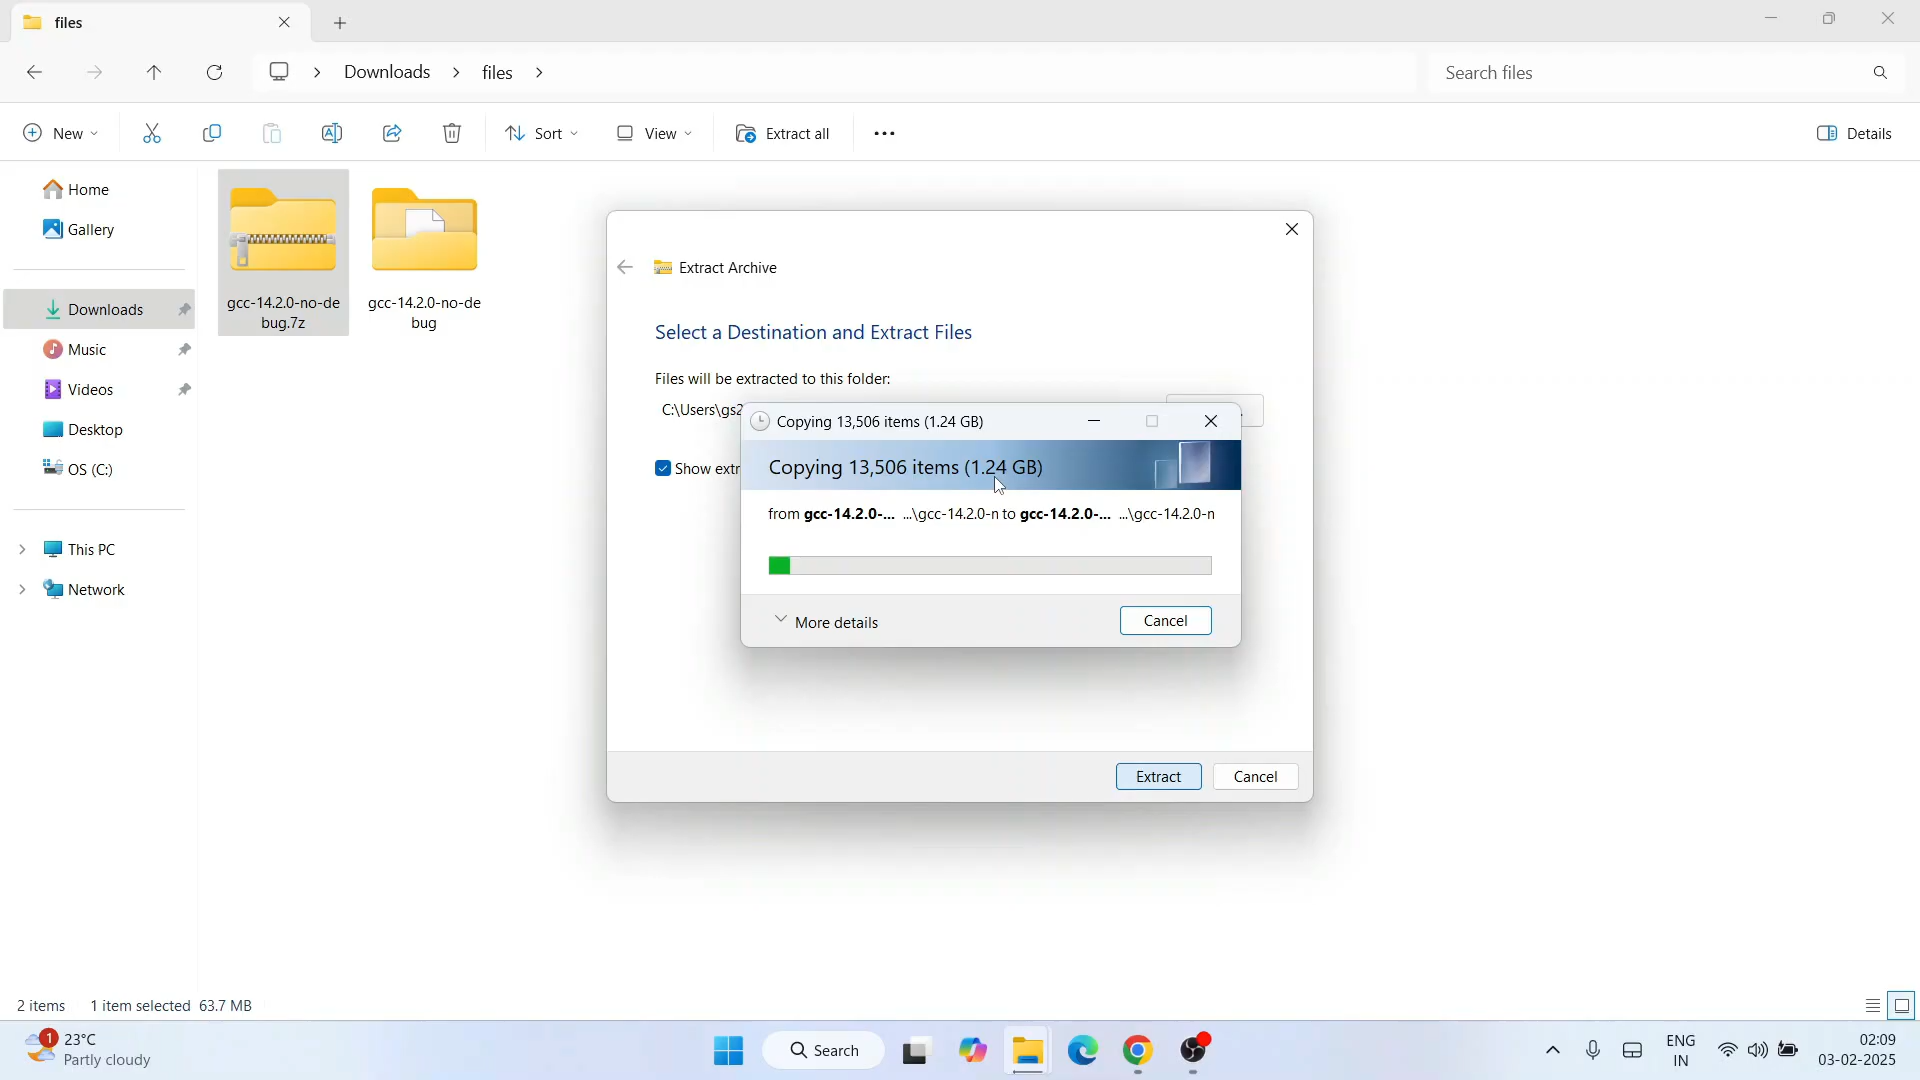 files
Downloads
files
Search files
New
Sort
View
Extract all
Details
Home
Gallery
Downloads
Music
Videos
Desktop
OS (C:)
This PC
Network
gcc-14.2.0-no-de
bug.7z
gcc-14.2.0-no-de
bug
Extract Archive
Select a Destination and Extract Files
Files will be extracted to this folder:
C:\Users\gs2
Show extr
Copying 13,506 items (1.24 GB)
Copying 13,506 items (1.24 GB)
from gcc-14.2.0-... ...\gcc-14.2.0-n to gcc-14.2.0-... ...\gcc-14.2.0-n
More details
Cancel
Extract
Cancel
2 items
1 item selected 63.7 MB
1
23°C
Partly cloudy
Search
ENG
IN
02:09
03-02-2025